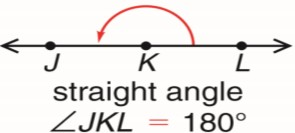 J K L
straight angle
∠JKL = 180°